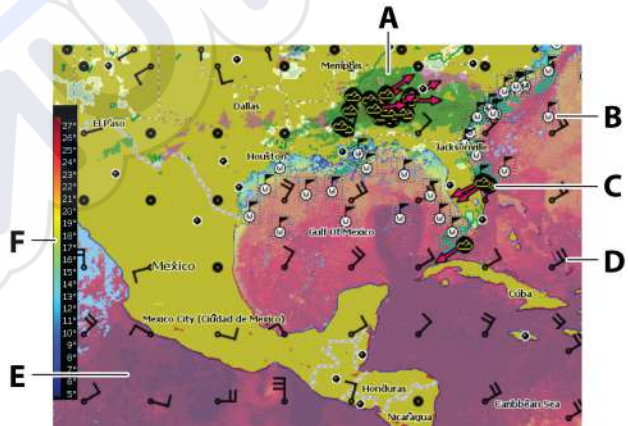 A
Memphis
B
Dallas
El Paso
27°
26°
25°
24°
23°
22°
21°
20°
19°
18°
17°
16°
15°
14°
13°
12°
11°
10°
9°
8°
7°
6°
5°
Jacksonville
Houston
C
F
Gulf Of Mexico
D
Mexico
Cuba
Mexico City (Ciudad de Mexico)
E
Honduras
Caribbean Sea
Nicaragua